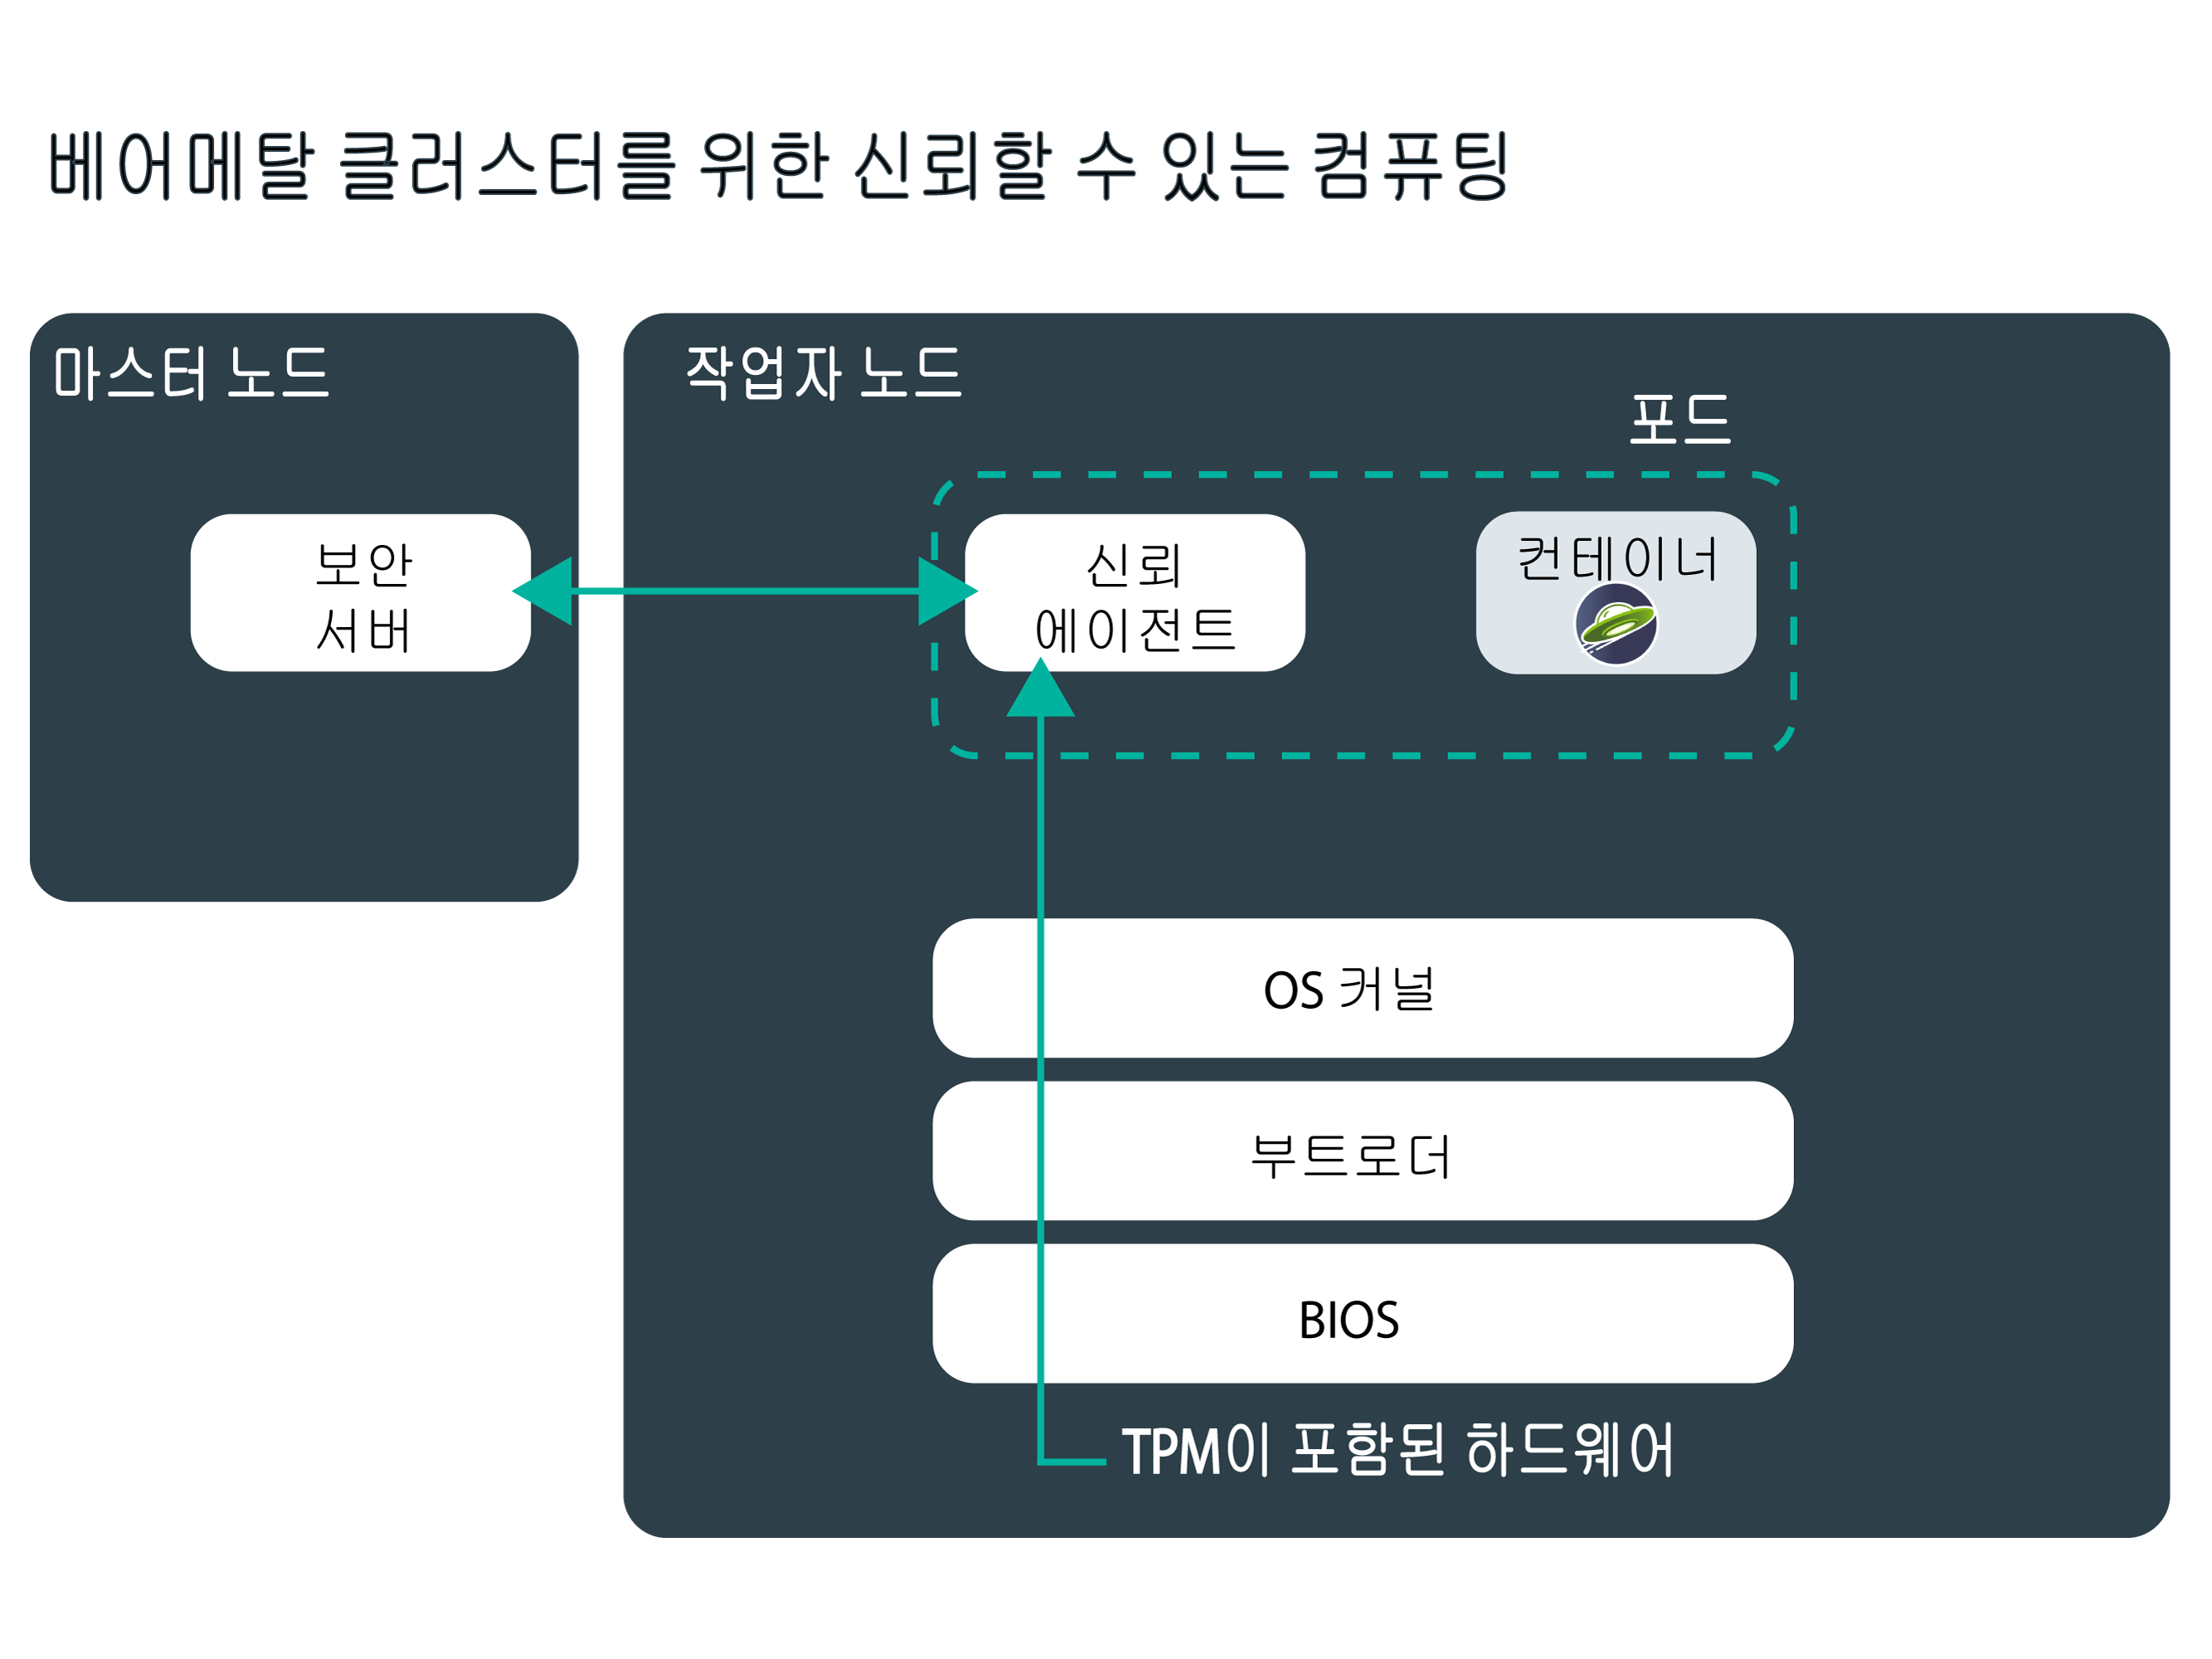 베어메탈 클러스터를 위한 신뢰할 수 있는 컴퓨팅
마스터 노드
작업자 노드
포드
보안
서버
신뢰
에이전트
컨테이너
OS 커널
부트로더
BIOS
TPM이 포함된 하드웨어